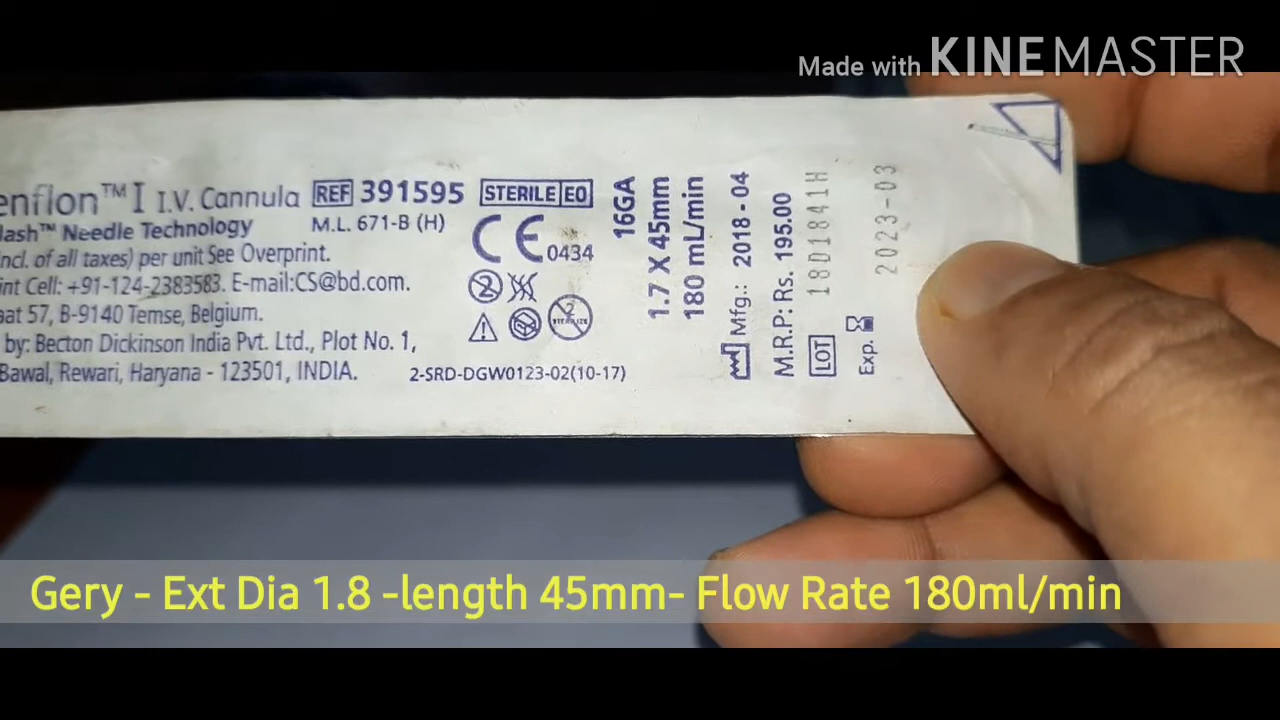 Made with KINEMASTER
enflon™ I I.V. Cannula REF 391595 STERILE EO
lash™ Needle Technology M.L. 671-B (H)
ncl. of all taxes) per unit See Overprint. CE 0434
int Cell: +91-124-2383583. E-mail:CS@bd.com.
aat 57, B-9140 Temse, Belgium.
by: Becton Dickinson India Pvt. Ltd., Plot No. 1,
Bawal, Rewari, Haryana - 123501, INDIA. 2-SRD-DGW0123-02(10-17)
16GA
1.7 X 45mm
180 mL/min
Mfg.: 2018 - 04
M.R.P: Rs. 195.00
LOT 18D1841H
Exp. 2023-03
Gery - Ext Dia 1.8 -length 45mm- Flow Rate 180ml/min